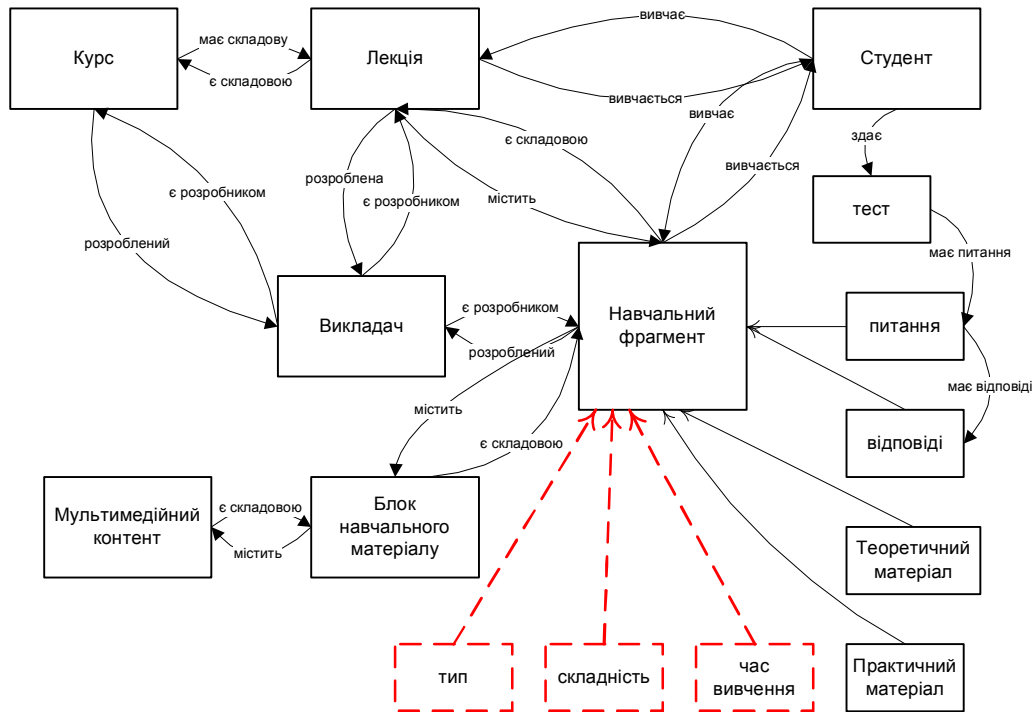 Курс
має складову
є складовою
Лекція
вивчає
вивчається
Студент
вивчає
вивчається
здає
тест
є складовою
містить
розроблена
є розробником
є розробником
розроблений
має питання
Викладач
є розробником
розроблений
Навчальний
фрагмент
питання
має відповіді
відповіді
містить
є складовою
Мультимедійний
контент
є складовою
містить
Блок
навчального
матеріалу
Теоретичний
матеріал
тип
складність
час
вивчення
Практичний
матеріал